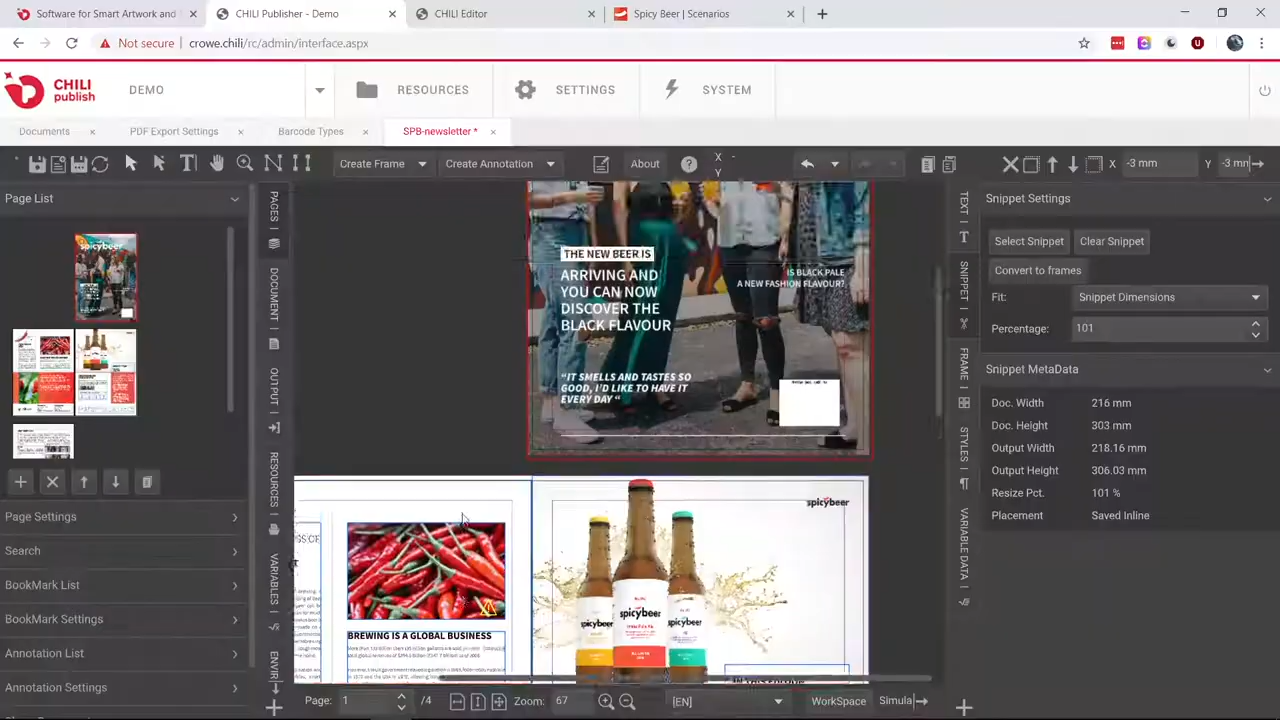 Software for Smart Artwork and
CHILI Publisher - Demo
CHILI Editor
Spicy Beer | Scenarios
Not secure
crowe.chili/rc/admin/interface.aspx
CHILI
publish
DEMO
RESOURCES
SETTINGS
SYSTEM
Documents
PDF Export Settings
Barcode Types
SPB-newsletter *
Create Frame
Create Annotation
About
X -
Y
X
-3 mm
Y
-3 mm
Page List
spicybeer
Page Settings
Search
BookMark List
BookMark Settings
Annotation List
Annotation Settings
PAGES
DOCUMENT
OUTPUT
RESOURCES
VARIABLES
ENVIR
THE NEW BEER IS
ARRIVING AND
YOU CAN NOW
DISCOVER THE
BLACK FLAVOUR
IS BLACK PALE
A NEW FASHION FLAVOUR?
“IT SMELLS AND TASTES SO
GOOD, I'D LIKE TO HAVE IT
EVERY DAY “
BREWING IS A GLOBAL BUSINESS
spicybeer
spicybeer
spicybeer
IN THIS EDITION
Page:
1
/4
Zoom:
67
[EN]
WorkSpace
Simula
TEXT
SNIPPET
FRAME
STYLES
VARIABLE DATA
Snippet Settings
Select Snippet
Clear Snippet
Convert to frames
Fit:
Snippet Dimensions
Percentage:
101
Snippet MetaData
Doc. Width
216 mm
Doc. Height
303 mm
Output Width
218.16 mm
Output Height
306.03 mm
Resize Pct.
101 %
Placement
Saved Inline